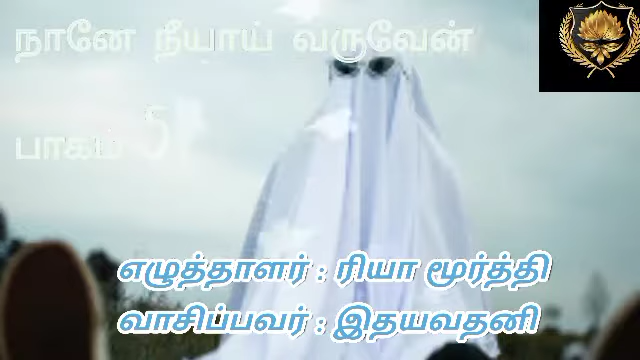 நானே நீயாய் வருவேன்
பாகம் 5
எழுத்தாளர் : ரியா மூர்த்தி
வாசிப்பவர் : இதயவதனி